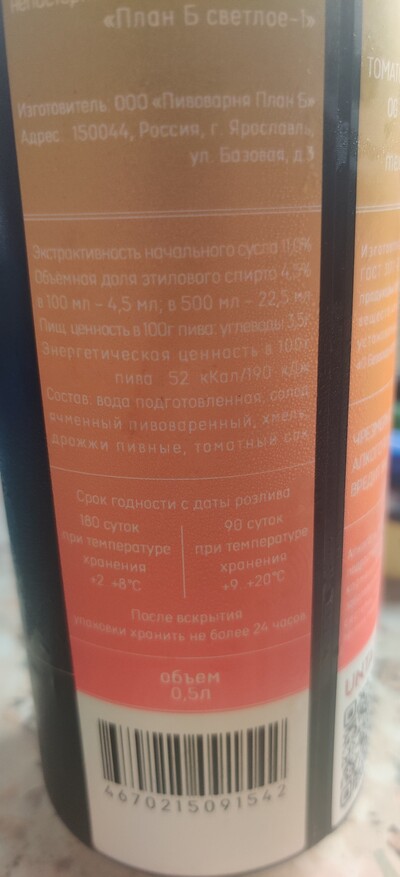 «План Б светлое-1»
Изготовитель: ООО «Пивоварня План Б»
Адрес: 150044, Россия, г. Ярославль,
ул. Базовая, д.3
Экстрактивность начального сусла 11,0%
Объемная доля этилового спирта 4,5%
в 100 мл – 4,5 мл, в 500 мл – 22,5 мл
Пищ. ценность в 100г пива: углеводы 3,5г
Энергетическая ценность в 100г
пива 52 кКал/190 кДж
Состав: вода подготовленная, солод
ячменный пивоваренный, хмель,
дрожжи пивные, томатный сок
Срок годности с даты розлива
180 суток
при температуре
хранения
+2..+8°C
90 суток
при температуре
хранения
+9..+20°C
После вскрытия
упаковки хранить не более 24 часов
объем
0,5л
4670215091542